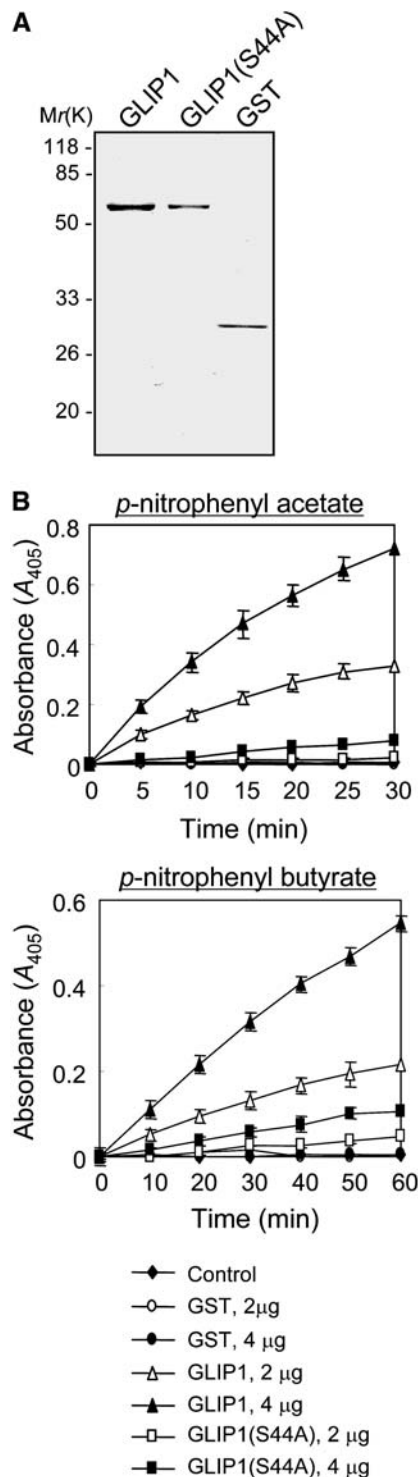 A
GLIP1 GLIP1(S44A) GST
Mr(K)
118 -
85 -
50 -
33 -
26 -
20 -
B
p-nitrophenyl acetate
Absorbance (A405)
0.8
0.6
0.4
0.2
0
0 5 10 15 20 25 30
Time (min)
p-nitrophenyl butyrate
Absorbance (A405)
0.6
0.4
0.2
0
0 10 20 30 40 50 60
Time (min)
Control
GST, 2µg
GST, 4 µg
GLIP1, 2 µg
GLIP1, 4 µg
GLIP1(S44A), 2 µg
GLIP1(S44A), 4 µg